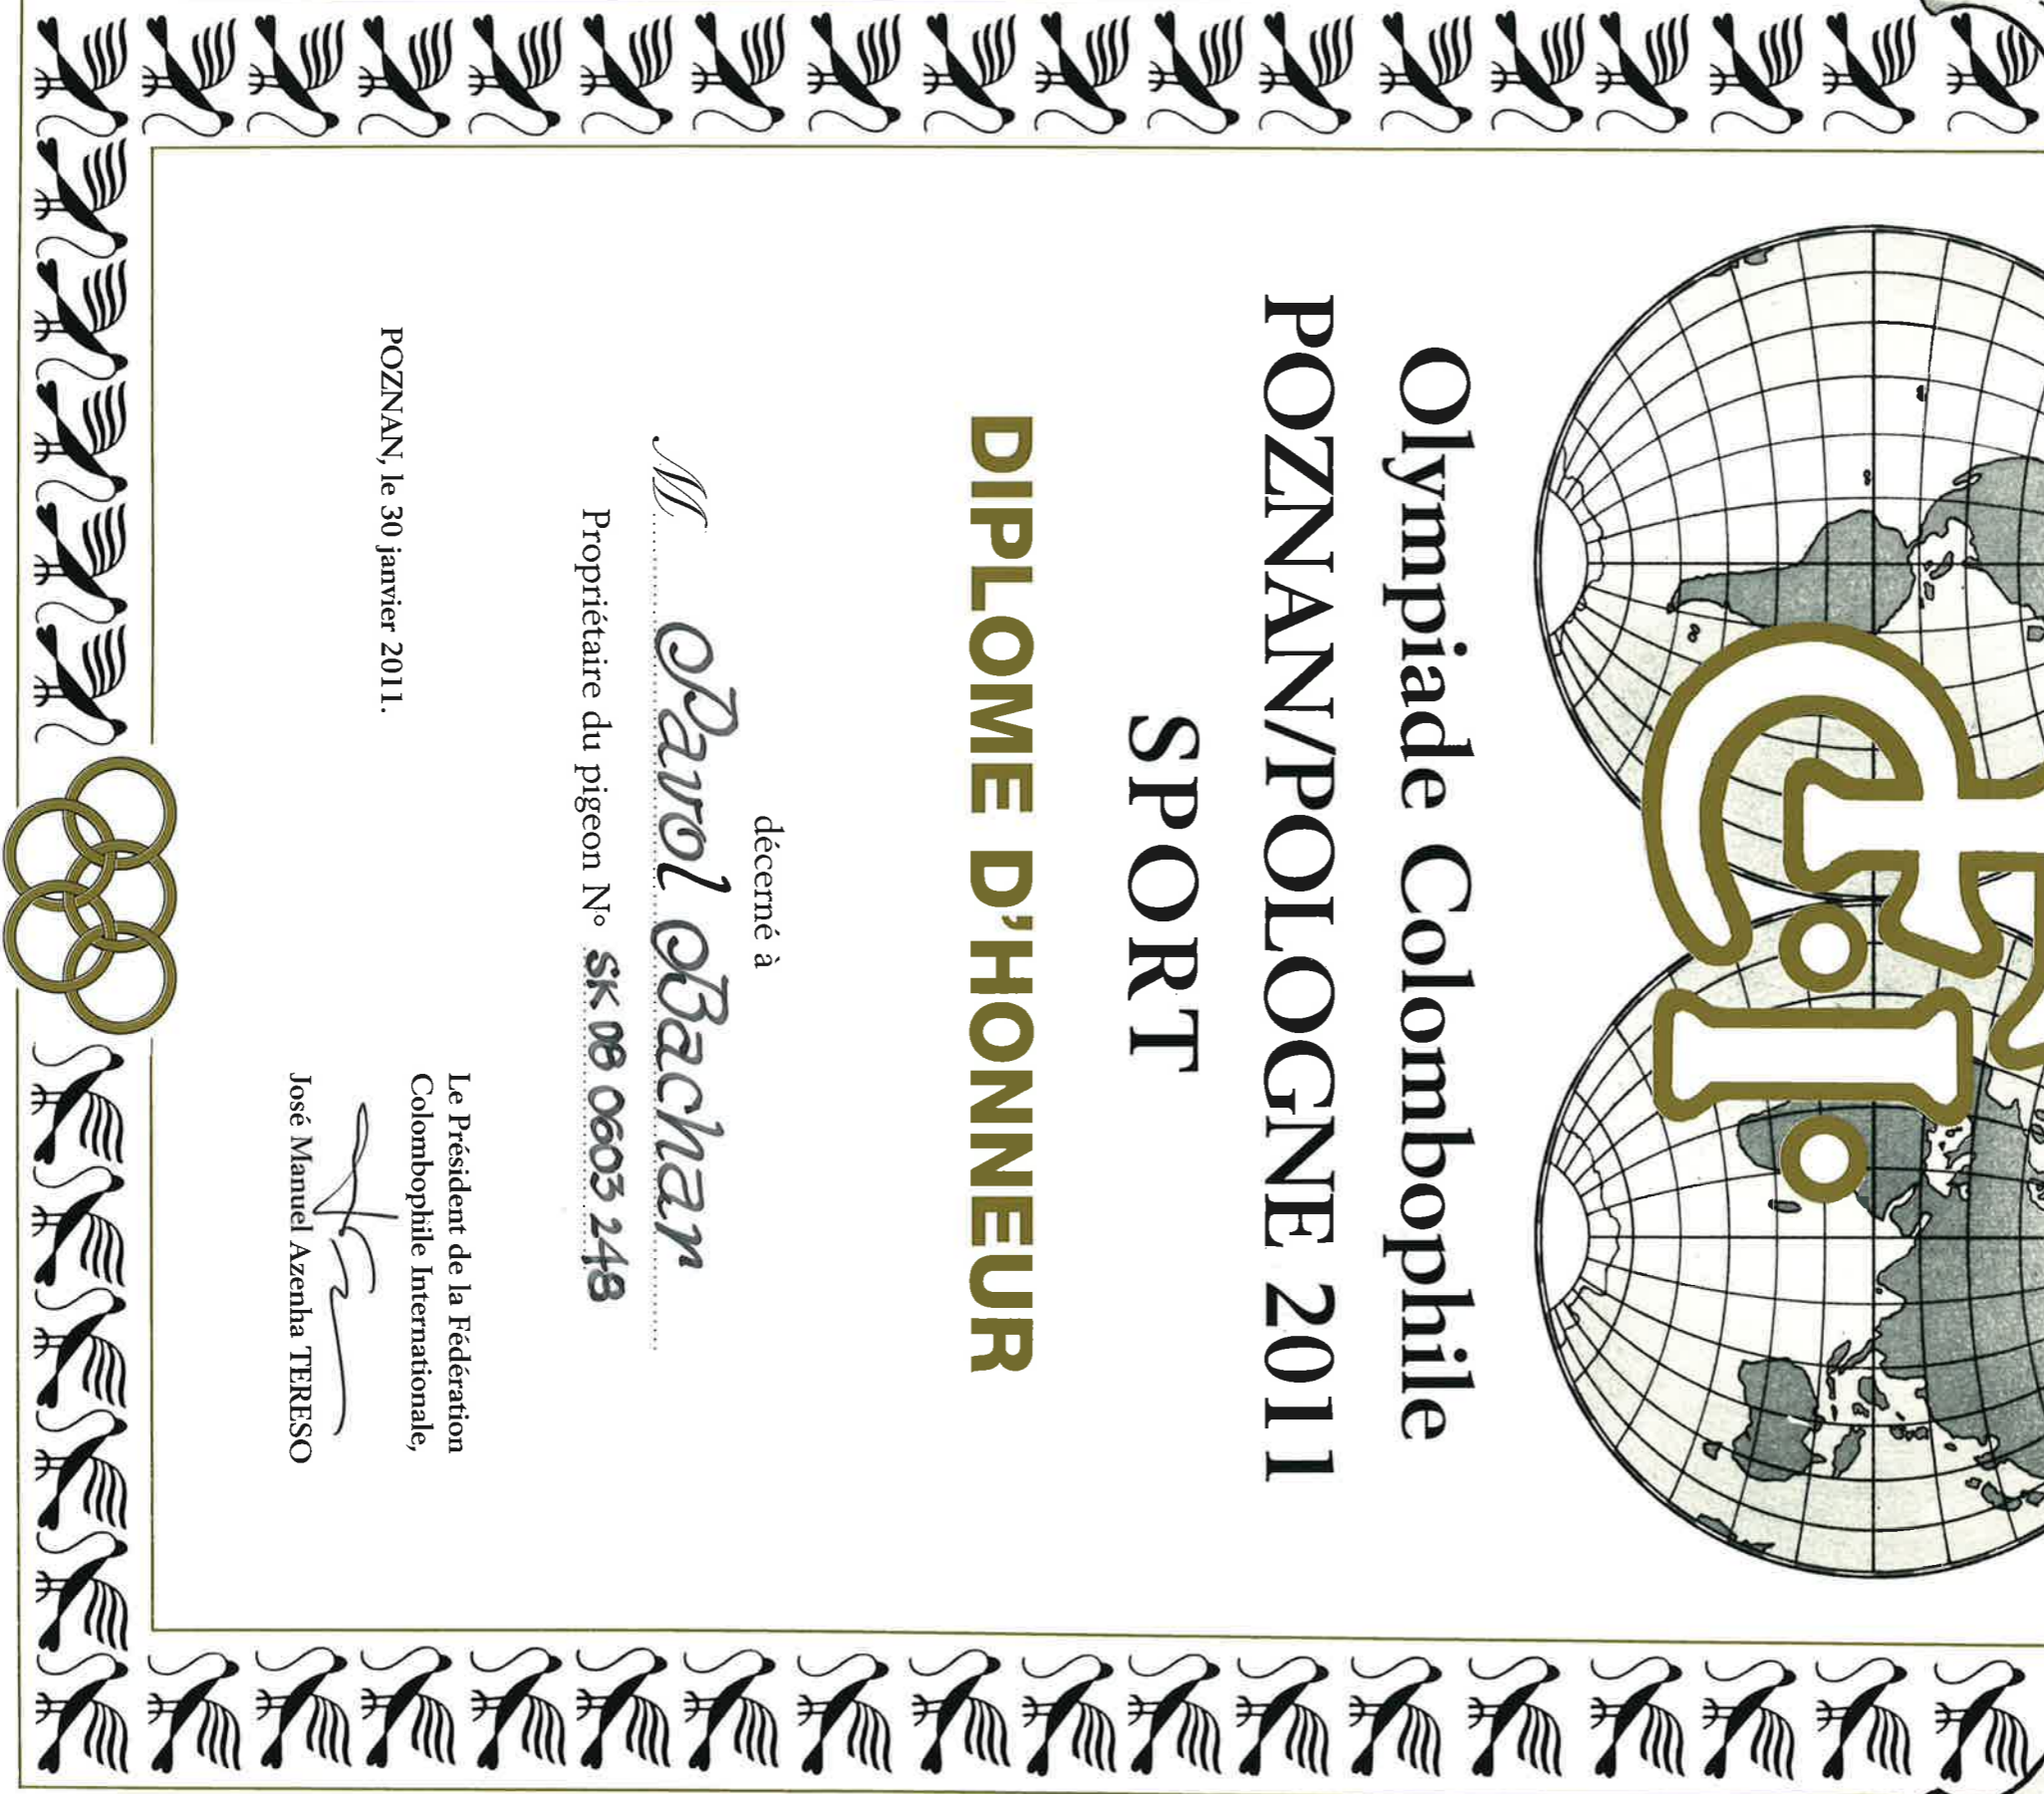 F.C.I.
Olympiade Colombophile
POZNAN/POLOGNE 2011
SPORT
DIPLOME D'HONNEUR
décerné à
M. Pavol Bachar
Propriétaire du pigeon N° SK 08 0603 248
POZNAN, le 30 janvier 2011.
Le Président de la Fédération
Colombophile Internationale,
José Manuel Azenha TERESO